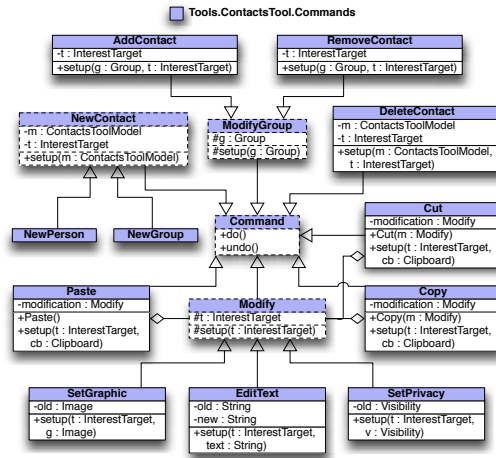 Tools.ContactsTool.Commands
AddContact
-t : InterestTarget
+setup(g : Group, t : InterestTarget)
RemoveContact
-t : InterestTarget
+setup(g : Group, t : InterestTarget)
NewContact
-m : ContactsToolModel
-t : InterestTarget
+setup(m : ContactsToolModel)
ModifyGroup
#g : Group
#setup(g : Group)
DeleteContact
-m : ContactsToolModel
-t : InterestTarget
+setup(m : ContactsToolModel,
t : InterestTarget)
NewPerson
NewGroup
Command
+do()
+undo()
Cut
-modification : Modify
+Cut(m : Modify)
+setup(t : InterestTarget,
cb : Clipboard)
Paste
-modification : Modify
+Paste()
+setup(t : InterestTarget,
cb : Clipboard)
Modify
#t : InterestTarget
#setup(t : InterestTarget)
Copy
-modification : Modify
+Copy(m : Modify)
+setup(t : InterestTarget,
cb : Clipboard)
SetGraphic
-old : Image
+setup(t : InterestTarget,
g : Image)
EditText
-old : String
-new : String
+setup(t : InterestTarget,
text : String)
SetPrivacy
-old : Visibility
+setup(t : InterestTarget,
v : Visibility)